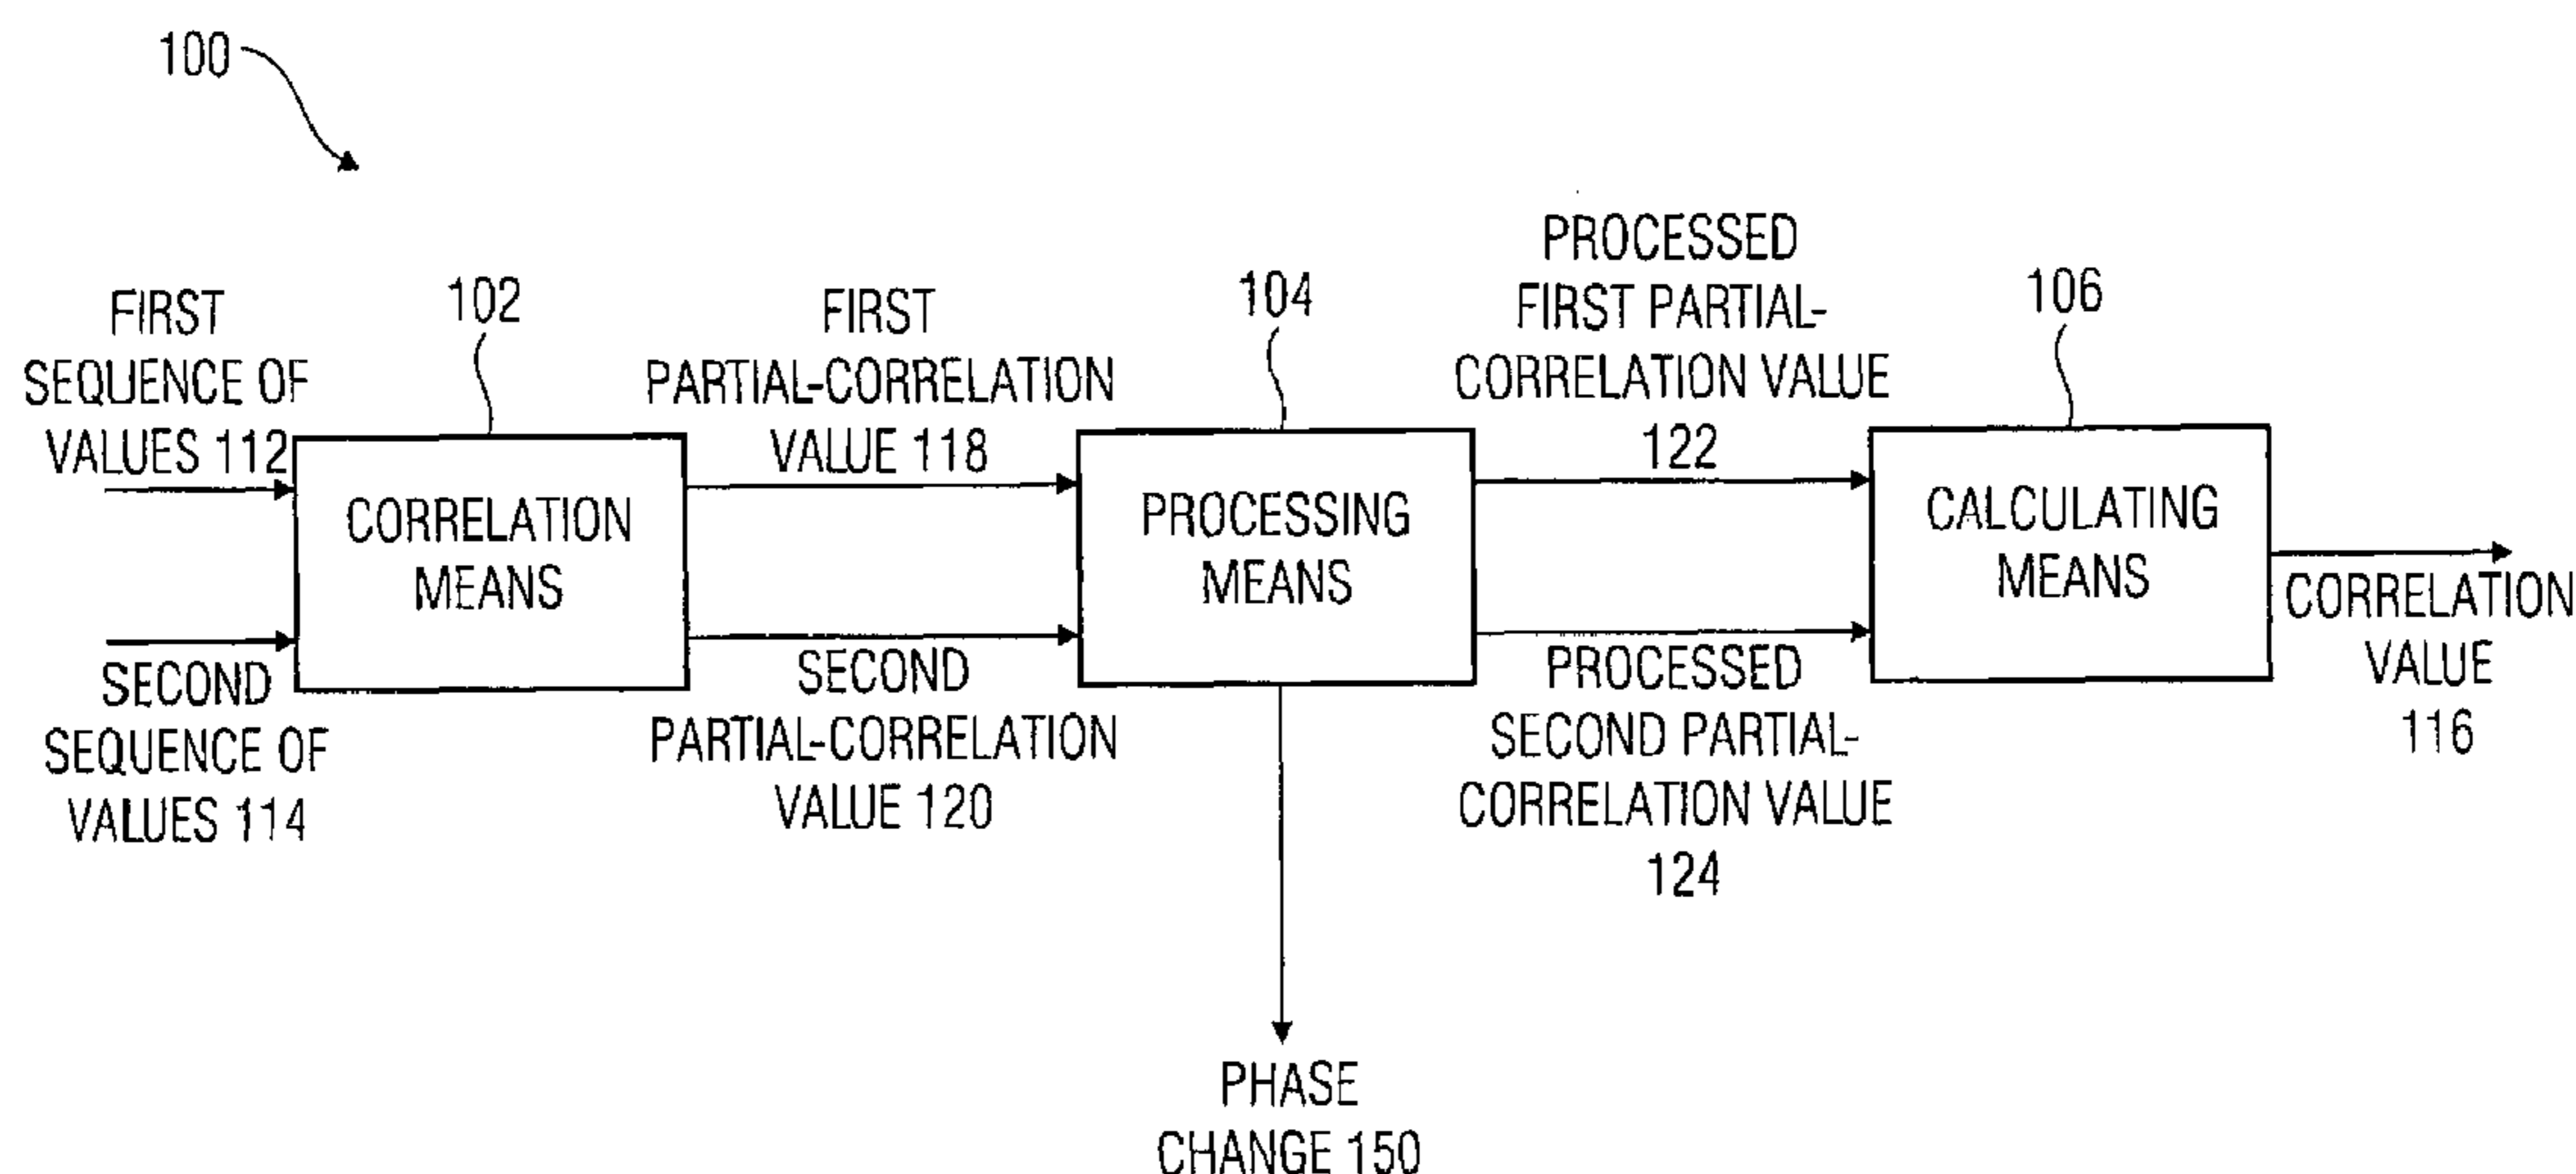 100
FIRST
SEQUENCE OF
VALUES 112
102
CORRELATION
MEANS
SECOND
SEQUENCE OF
VALUES 114
FIRST
PARTIAL-CORRELATION
VALUE 118
SECOND
PARTIAL-CORRELATION
VALUE 120
104
PROCESSING
MEANS
PHASE
CHANGE 150
PROCESSED
FIRST PARTIAL-
CORRELATION VALUE
122
PROCESSED
SECOND PARTIAL-
CORRELATION VALUE
124
106
CALCULATING
MEANS
CORRELATION
VALUE
116